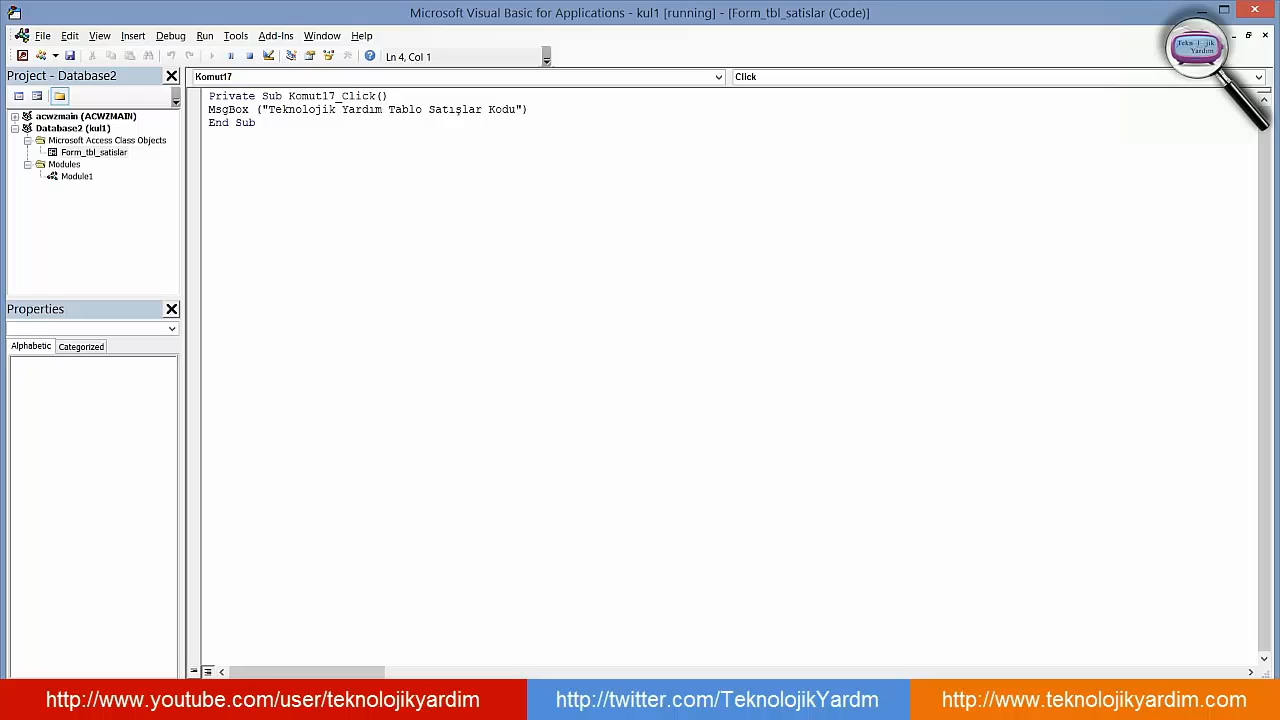 Microsoft Visual Basic for Applications - kul1 [running] - [Form_tbl_satislar (Code)]
File Edit View Insert Debug Run Tools Add-Ins Window Help
Ln 4, Col 1
Project - Database2
Komut17
Click
acwzmain (ACWZMAIN)
Database2 (kul1)
Microsoft Access Class Objects
Form_tbl_satislar
Modules
Module1
Private Sub Komut17_Click()
MsgBox ("Teknolojik Yardım Tablo Satışlar Kodu")
End Sub
Properties
Alphabetic Categorized
http://www.youtube.com/user/teknolojikyardim
http://twitter.com/TeknolojikYardm
http://www.teknolojikyardim.com